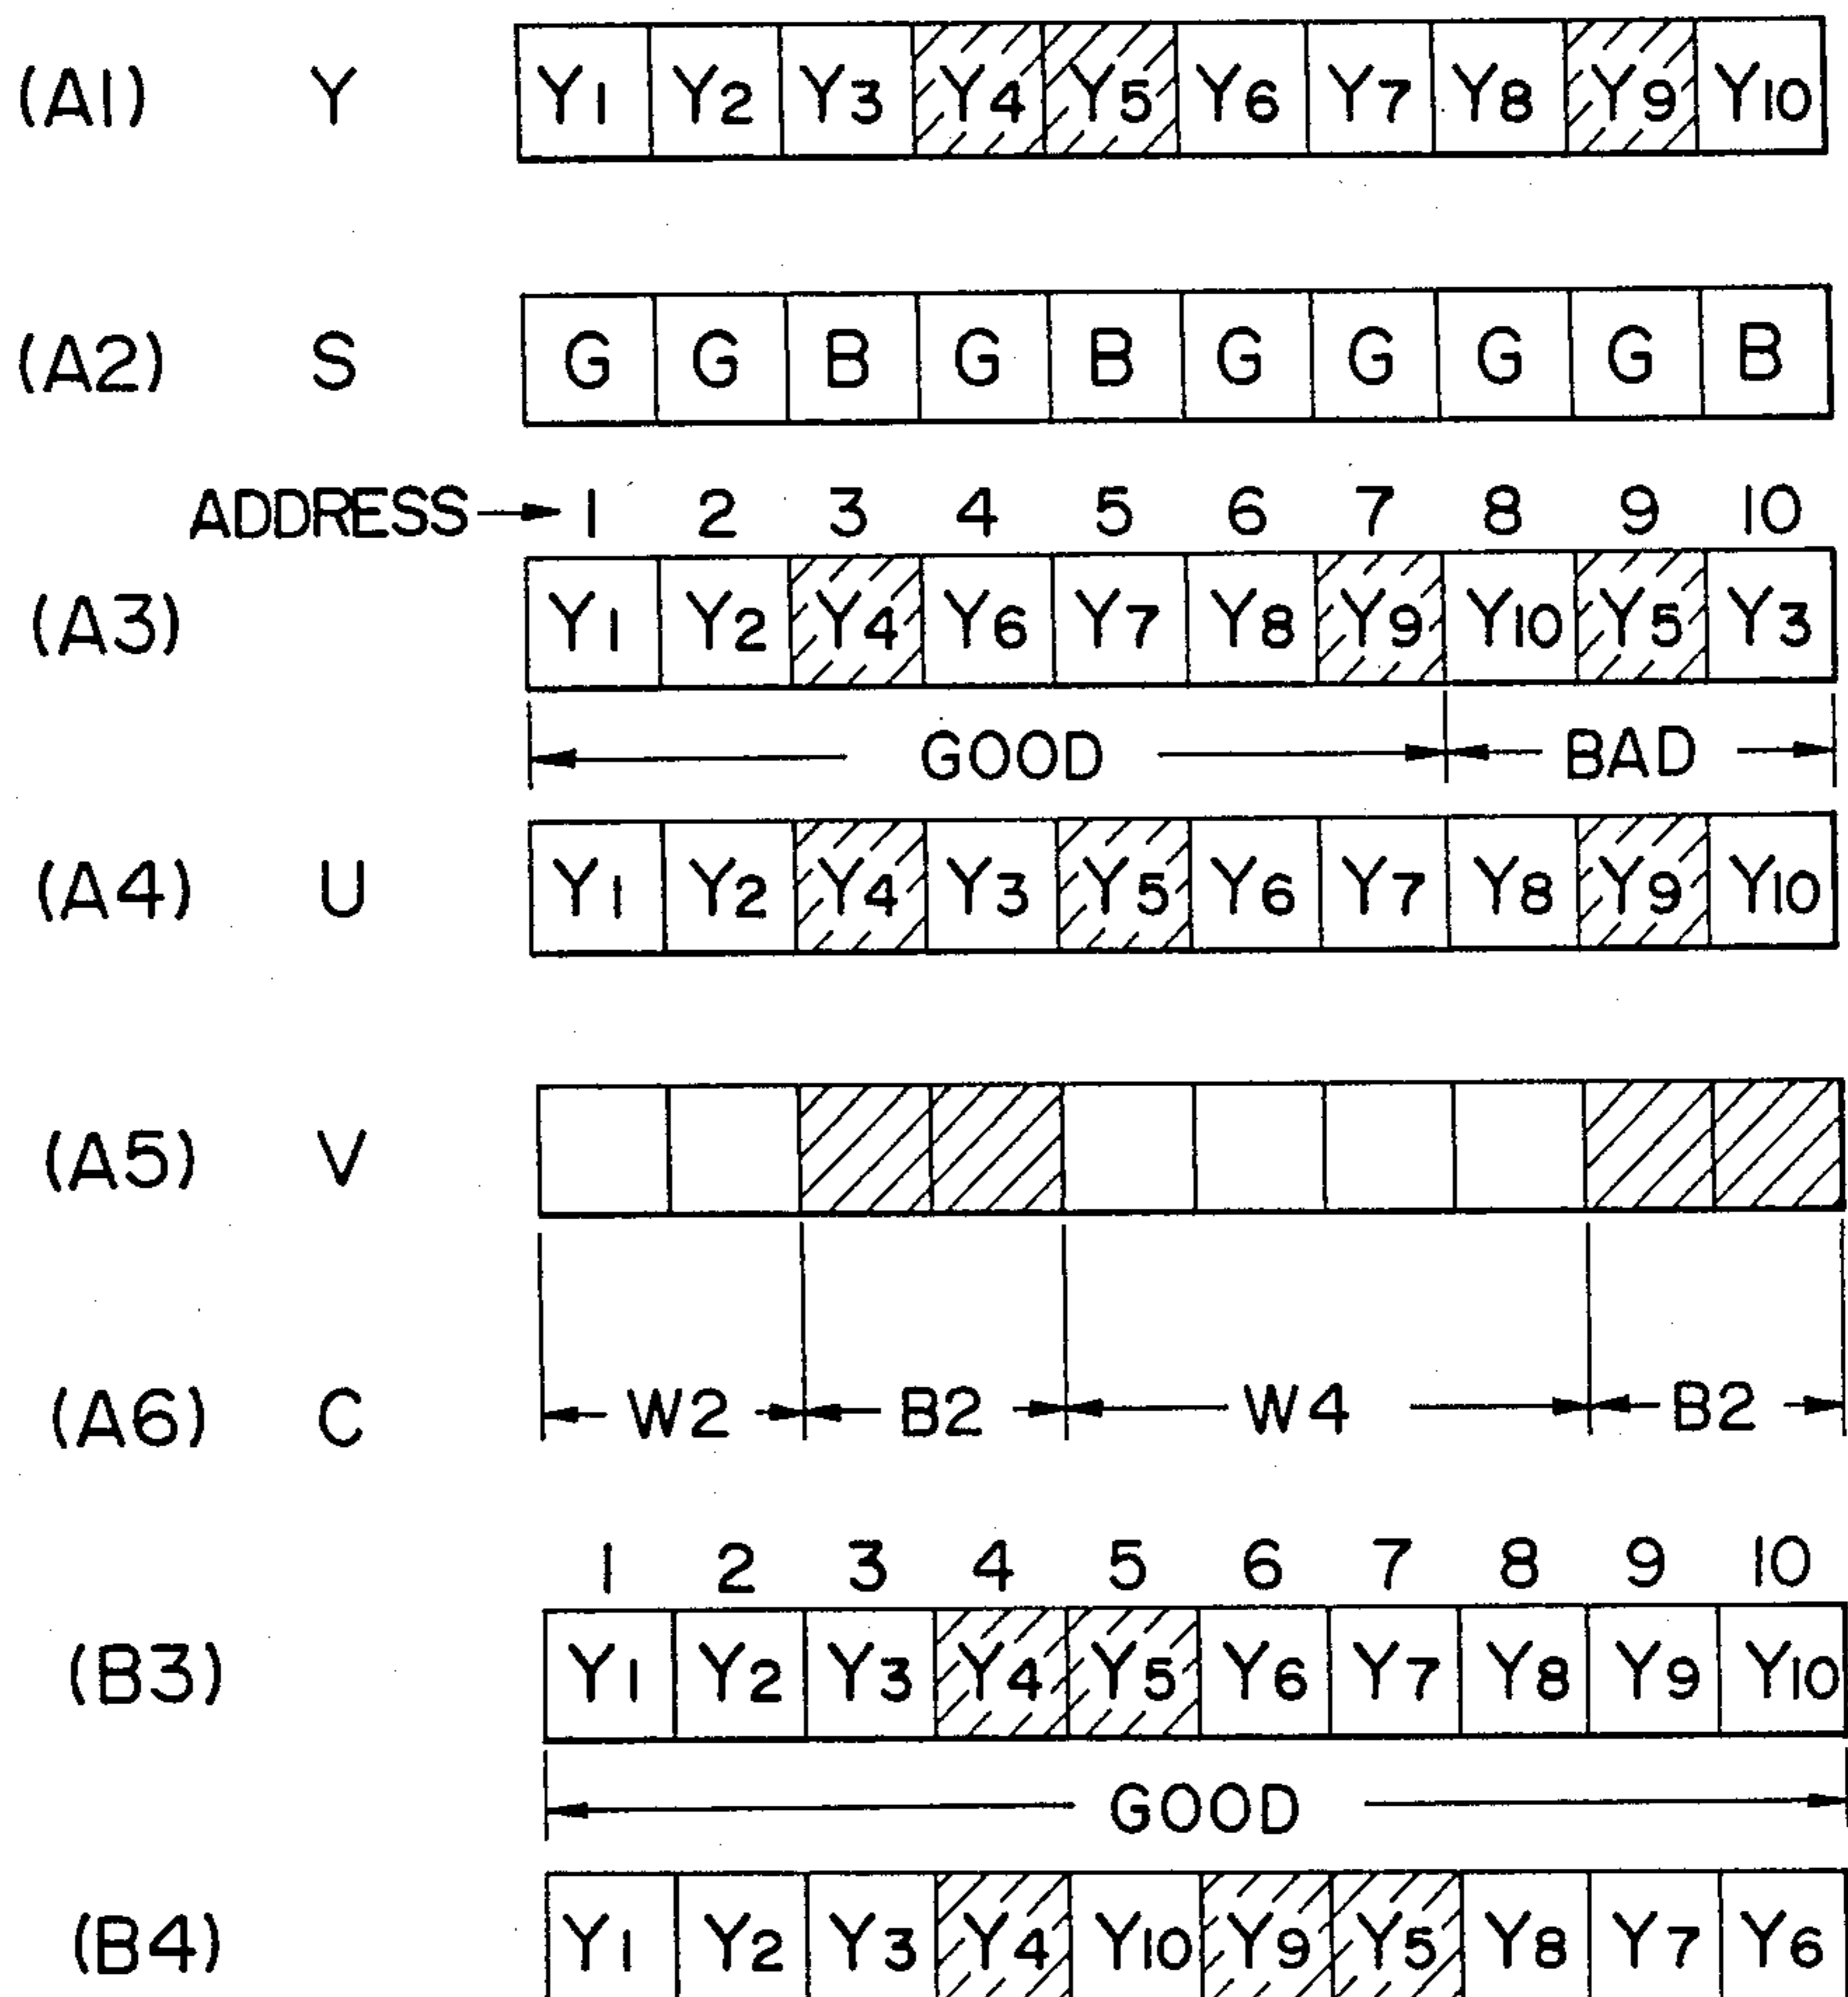 (A1) Y Y1 Y2 Y3 Y4 Y5 Y6 Y7 Y8 Y9 Y10
(A2) S G G B G B G G G G B
ADDRESS 1 2 3 4 5 6 7 8 9 10
(A3) Y1 Y2 Y4 Y6 Y7 Y8 Y9 Y10 Y5 Y3
GOOD BAD
(A4) U Y1 Y2 Y4 Y3 Y5 Y6 Y7 Y8 Y9 Y10
(A5) V
(A6) C W2 B2 W4 B2
1 2 3 4 5 6 7 8 9 10
(B3) Y1 Y2 Y3 Y4 Y5 Y6 Y7 Y8 Y9 Y10
GOOD
(B4) Y1 Y2 Y3 Y4 Y10 Y9 Y5 Y8 Y7 Y6